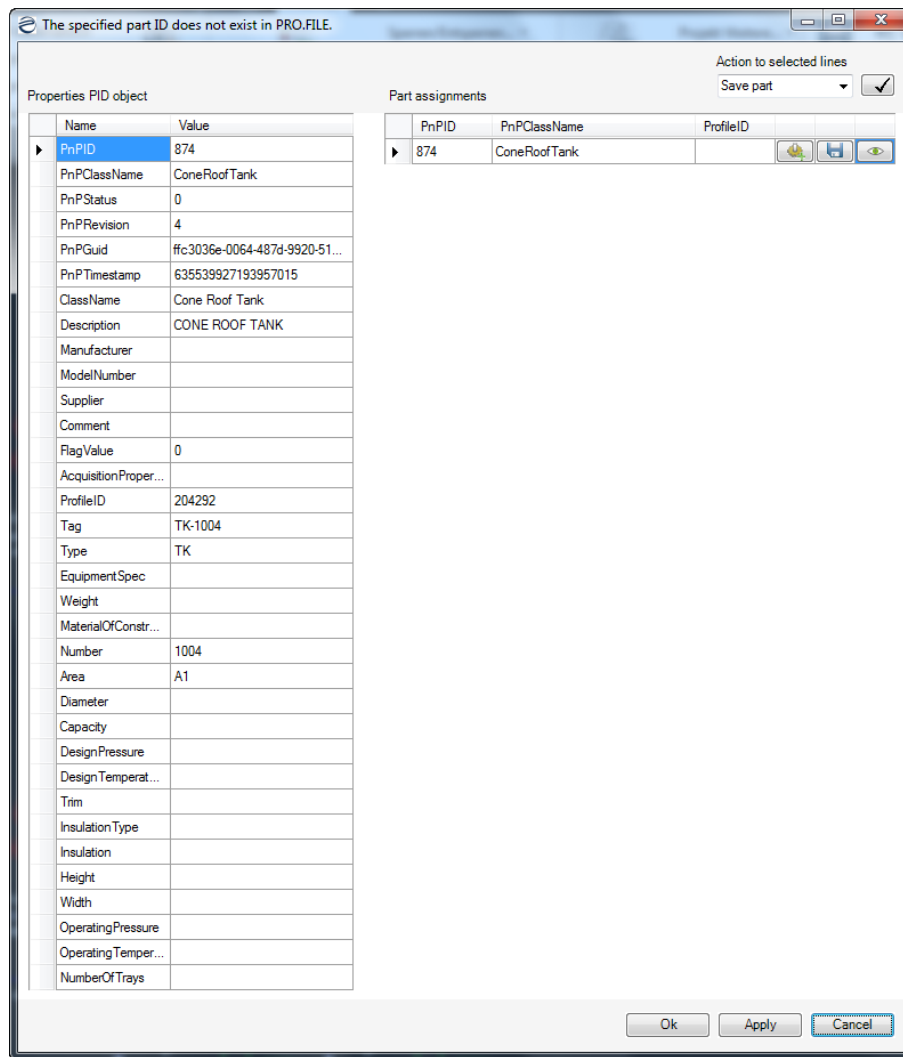 The specified part ID does not exist in PRO.FILE.
Action to selected lines
Save part
Properties PID object
Part assignments
Name Value
PnPID 874
PnPClassName ConeRoofTank
PnPStatus 0
PnPRevision 4
PnPGuid ffc3036e-0064-487d-9920-51...
PnPTimestamp 635539927193957015
ClassName Cone Roof Tank
Description CONE ROOF TANK
Manufacturer
ModelNumber
Supplier
Comment
FlagValue 0
AcquisitionProper...
ProfileID 204292
Tag TK-1004
Type TK
EquipmentSpec
Weight
MaterialOfConstr...
Number 1004
Area A1
Diameter
Capacity
DesignPressure
DesignTemperat...
Trim
InsulationType
Insulation
Height
Width
OperatingPressure
OperatingTemper...
NumberOfTrays
PnPID PnPClassName ProfileID
874 ConeRoofTank
Ok Apply Cancel